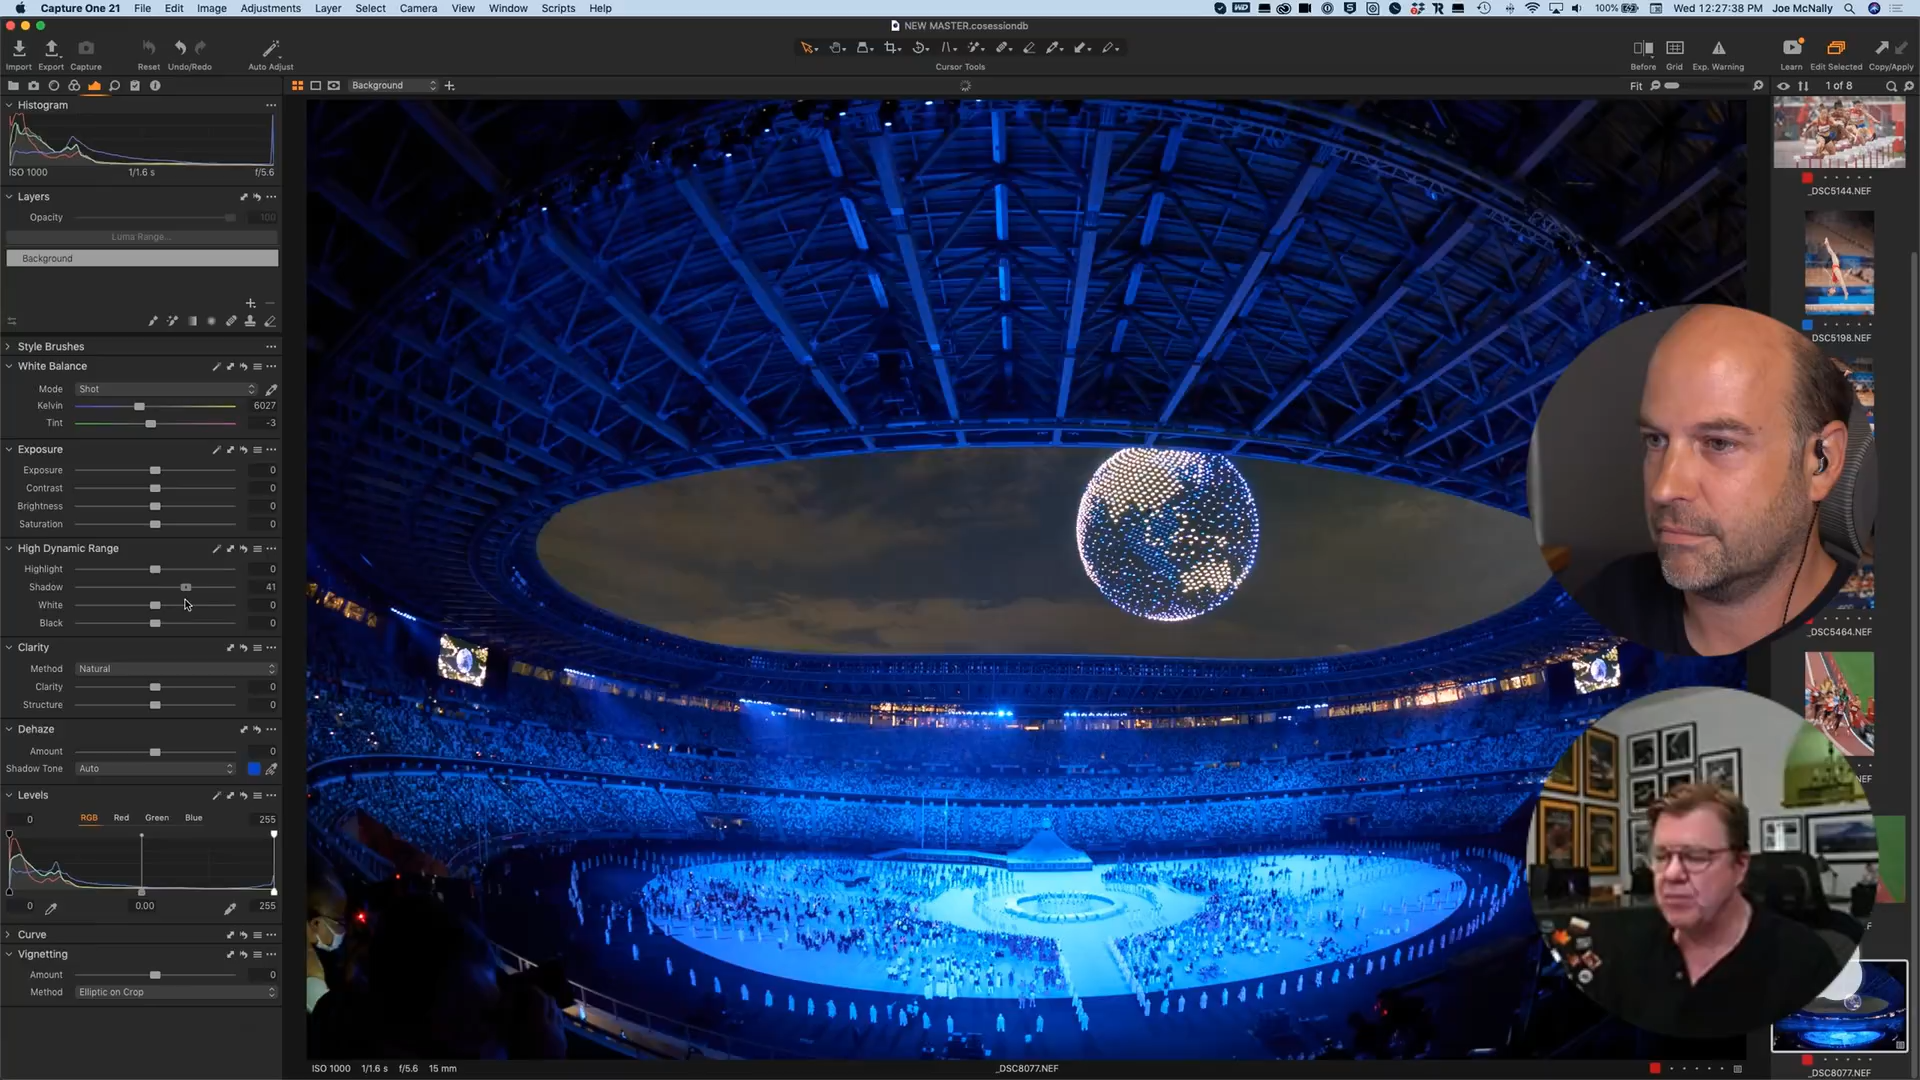 Capture One 21 File Edit Image Adjustments Layer Select Camera View Window Scripts Help 100% Wed 12:27:38 PM Joe McNally
NEW MASTER.cosessiondb
Import Export Capture Reset Undo/Redo Auto Adjust Cursor Tools Before Grid Exp. Warning Learn Edit Selected Copy/Apply
Background Fit 1 of 8
Histogram
ISO 1000 1/1.6 s f/5.6
Layers
Opacity 100
Luma Range...
Background
Style Brushes
White Balance
Mode Shot
Kelvin 6027
Tint -3
Exposure
Exposure 0
Contrast 0
Brightness 0
Saturation 0
High Dynamic Range
Highlight 0
Shadow 41
White 0
Black 0
Clarity
Method Natural
Clarity 0
Structure 0
Dehaze
Amount 0
Shadow Tone Auto
Levels
0 RGB Red Green Blue 255
0 0.00 255
Curve
Vignetting
Amount 0
Method Elliptic on Crop
ISO 1000 1/1.6 s f/5.6 15 mm _DSC8077.NEF
_DSC5144.NEF
_DSC5198.NEF
_DSC5464.NEF
_DSC8077.NEF